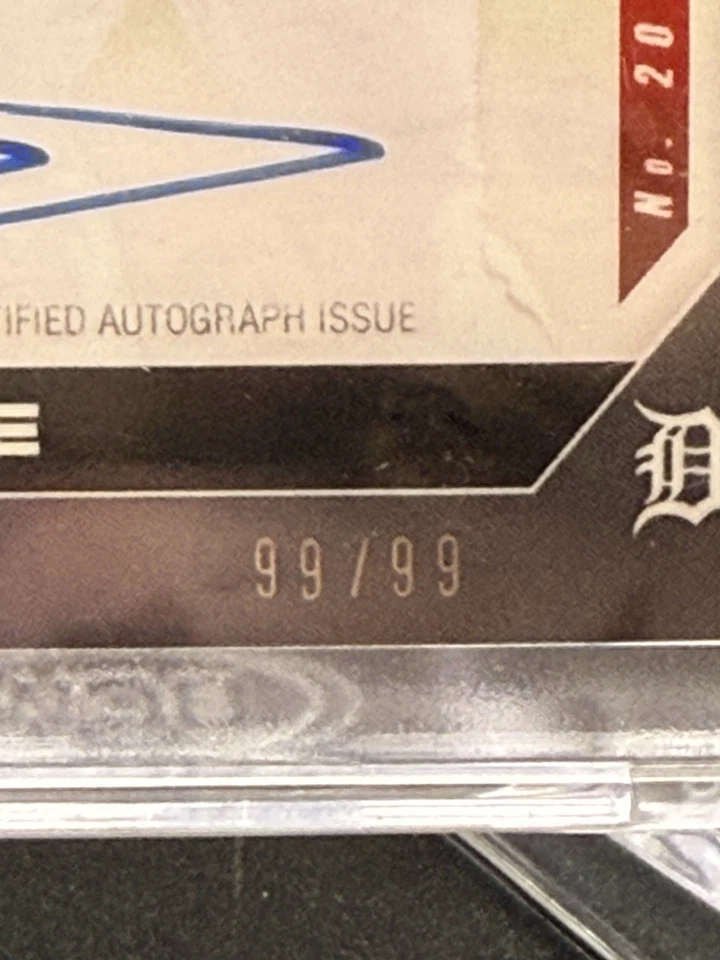 No. 20
IFIED AUTOGRAPH ISSUE
E
D
99/99